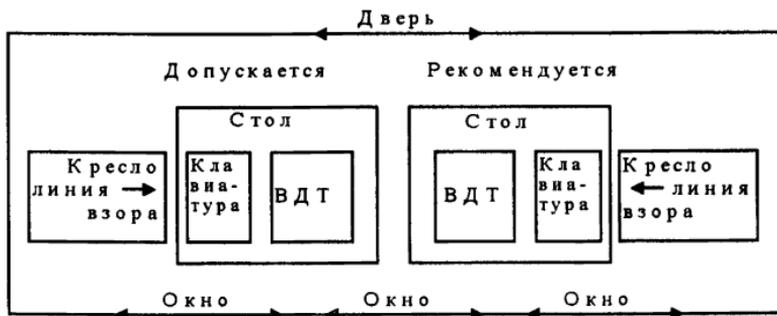 Дверь
Допускается
Рекомендуется
Стол
Стол
Кресло
линия
взора
Кла
виа-
тура
ВДТ
ВДТ
Кла
виа-
тура
Кресло
линия
взора
Окно
Окно
Окно